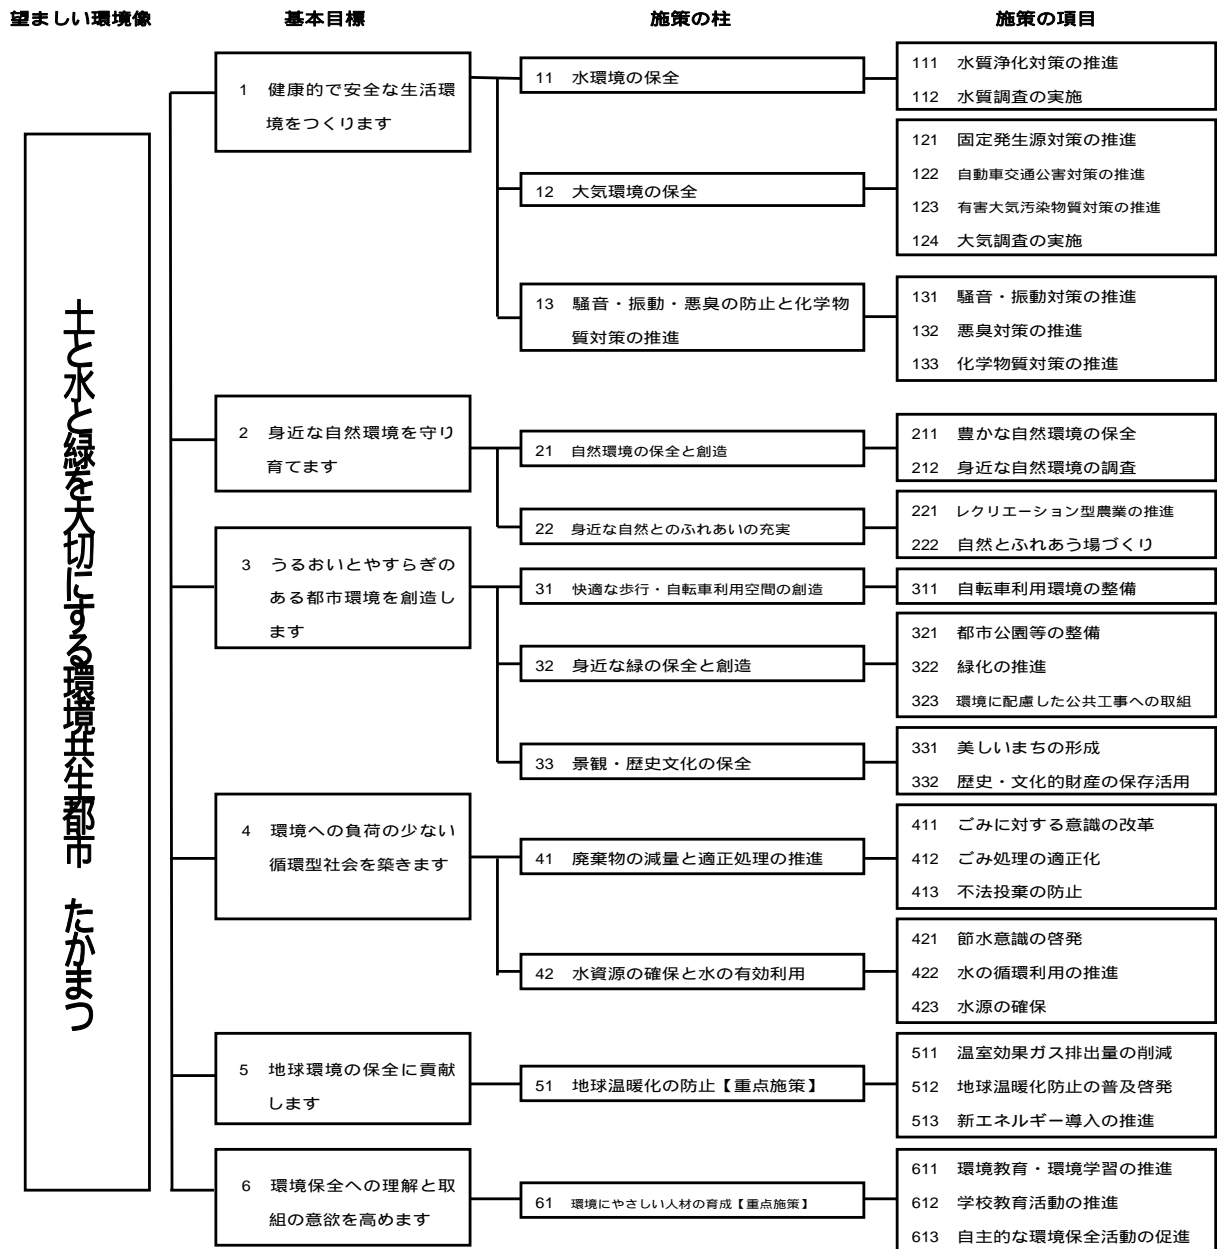 望ましい環境像
基本目標
施策の柱
施策の項目
土と水と緑を大切にする環境共生都市 たかまつ
1 健康的で安全な生活環
境をつくります
11 水環境の保全
111 水質浄化対策の推進
112 水質調査の実施
12 大気環境の保全
121 固定発生源対策の推進
122 自動車交通公害対策の推進
123 有害大気汚染物質対策の推進
124 大気調査の実施
13 騒音・振動・悪臭の防止と化学物
質対策の推進
131 騒音・振動対策の推進
132 悪臭対策の推進
133 化学物質対策の推進
2 身近な自然環境を守り
育てます
21 自然環境の保全と創造
211 豊かな自然環境の保全
212 身近な自然環境の調査
22 身近な自然とのふれあいの充実
221 レクリエーション型農業の推進
222 自然とふれあう場づくり
3 うるおいとやすらぎの
ある都市環境を創造し
ます
31 快適な歩行・自転車利用空間の創造
311 自転車利用環境の整備
32 身近な緑の保全と創造
321 都市公園等の整備
322 緑化の推進
323 環境に配慮した公共工事への取組
33 景観・歴史文化の保全
331 美しいまちの形成
332 歴史・文化的財産の保存活用
4 環境への負荷の少ない
循環型社会を築きます
41 廃棄物の減量と適正処理の推進
411 ごみに対する意識の改革
412 ごみ処理の適正化
413 不法投棄の防止
42 水資源の確保と水の有効利用
421 節水意識の啓発
422 水の循環利用の推進
423 水源の確保
5 地球環境の保全に貢献
します
51 地球温暖化の防止【重点施策】
511 温室効果ガス排出量の削減
512 地球温暖化防止の普及啓発
513 新エネルギー導入の推進
6 環境保全への理解と取
組の意欲を高めます
61 環境にやさしい人材の育成【重点施策】
611 環境教育・環境学習の推進
612 学校教育活動の推進
613 自主的な環境保全活動の促進